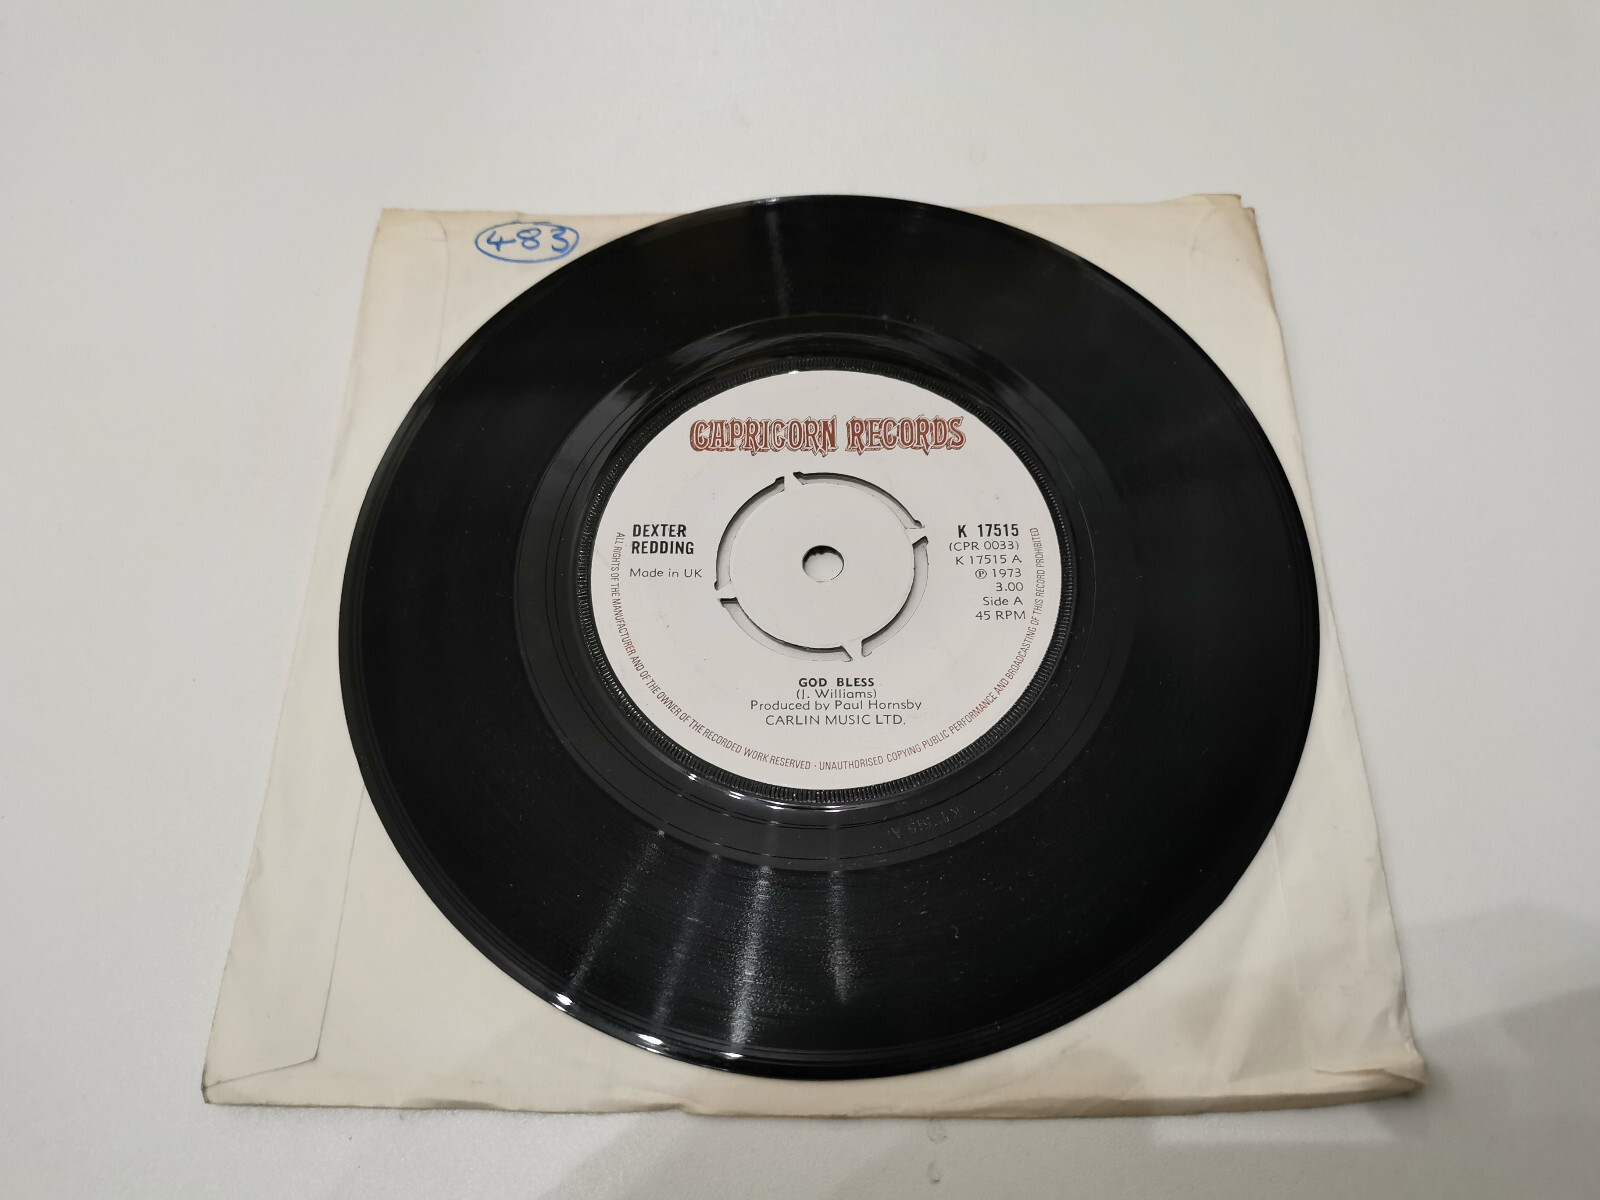 483
CAPRICORN RECORDS
DEXTER
REDDING
Made in UK
K 17515
(CPR 0033)
K 17515 A
℗ 1973
3.00
Side A
45 RPM
GOD BLESS
(J. Williams)
Produced by Paul Hornsby
CARLIN MUSIC LTD.
ALL RIGHTS OF THE MANUFACTURER AND OF THE OWNER OF THE RECORDED WORK RESERVED · UNAUTHORISED COPYING PUBLIC PERFORMANCE AND BROADCASTING OF THIS RECORD PROHIBITED
K17515 A